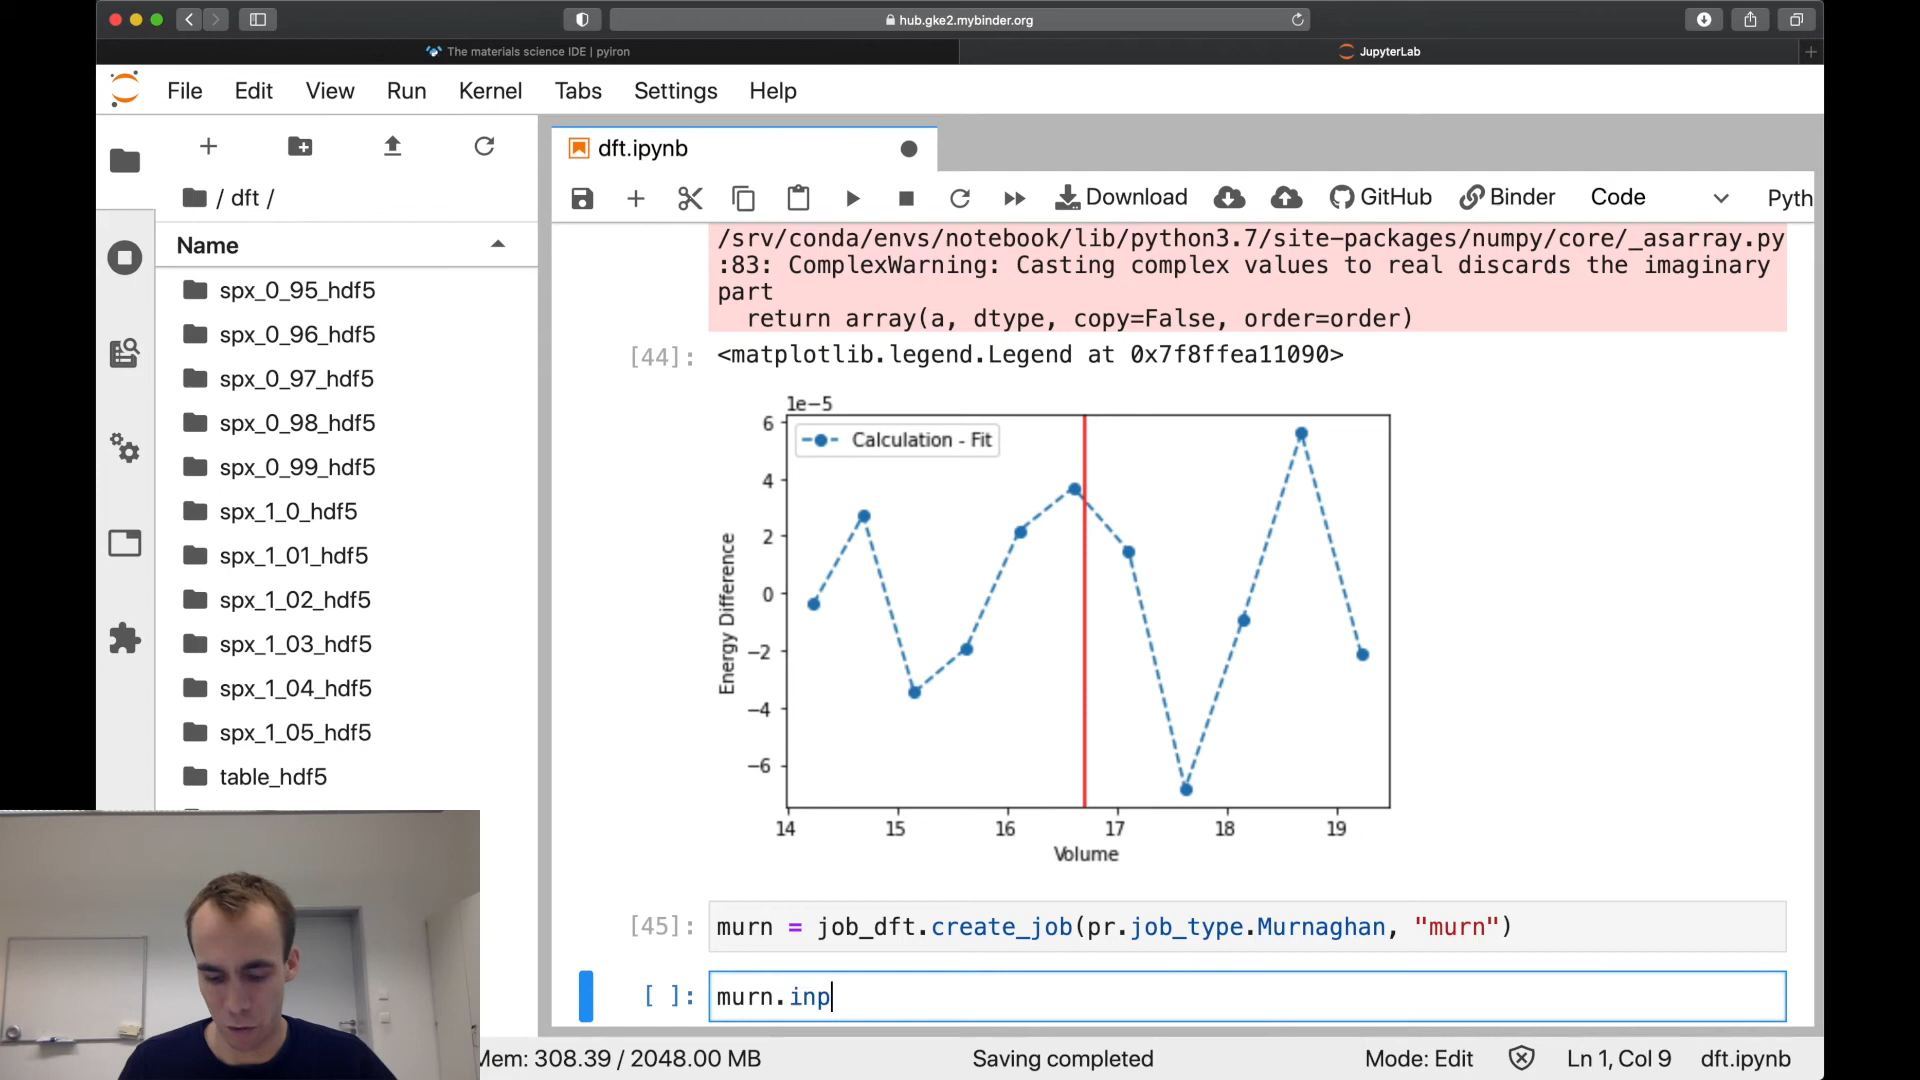 hub.gke2.mybinder.org
The materials science IDE | pyiron
JupyterLab
File Edit View Run Kernel Tabs Settings Help
dft.ipynb
/ dft /
Download GitHub Binder Code Pyth
Name
spx_0_95_hdf5
spx_0_96_hdf5
spx_0_97_hdf5
spx_0_98_hdf5
spx_0_99_hdf5
spx_1_0_hdf5
spx_1_01_hdf5
spx_1_02_hdf5
spx_1_03_hdf5
spx_1_04_hdf5
spx_1_05_hdf5
table_hdf5
/srv/conda/envs/notebook/lib/python3.7/site-packages/numpy/core/_asarray.py
:83: ComplexWarning: Casting complex values to real discards the imaginary
part
return array(a, dtype, copy=False, order=order)
[44]: <matplotlib.legend.Legend at 0x7f8ffea11090>
1e−5
Calculation - Fit
6
4
2
0
−2
−4
−6
Energy Difference
14 15 16 17 18 19
Volume
[45]: murn = job_dft.create_job(pr.job_type.Murnaghan, "murn")
[ ]: murn.inp
Mem: 308.39 / 2048.00 MB Saving completed Mode: Edit Ln 1, Col 9 dft.ipynb